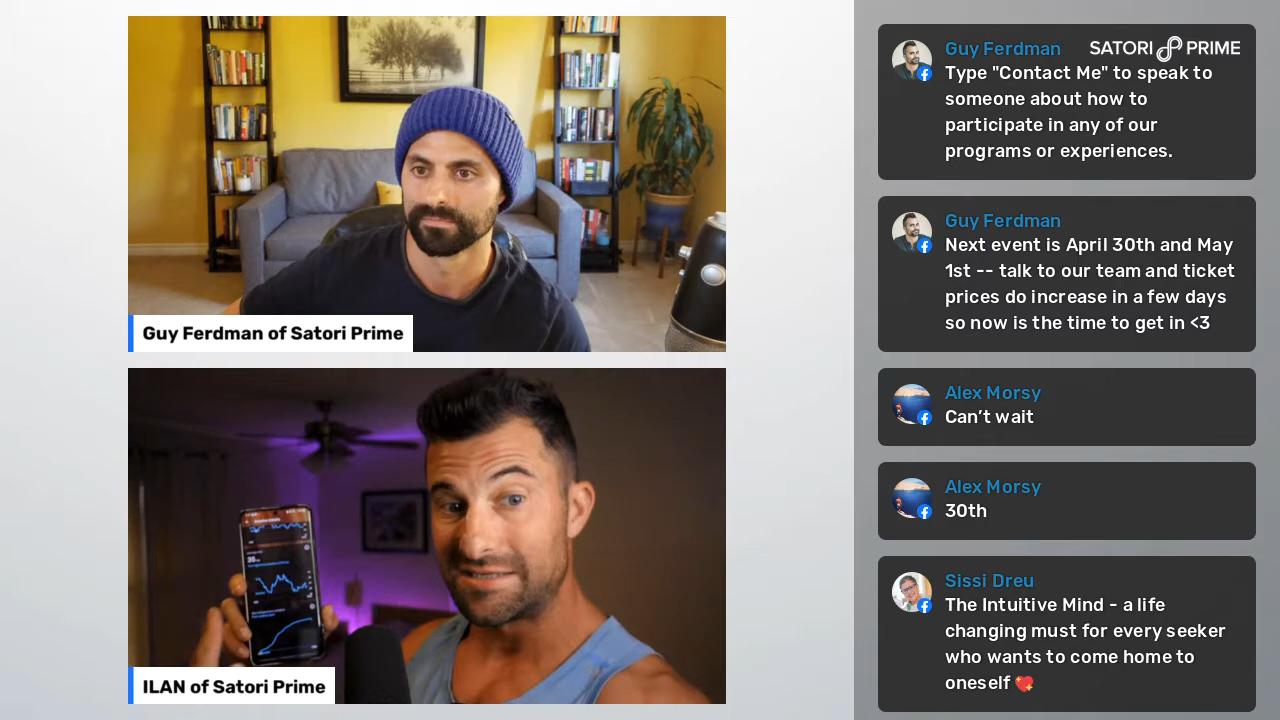 Guy Ferdman of Satori Prime
ILAN of Satori Prime
SATORI PRIME
Guy Ferdman
Type "Contact Me" to speak to
someone about how to
participate in any of our
programs or experiences.
Guy Ferdman
Next event is April 30th and May
1st -- talk to our team and ticket
prices do increase in a few days
so now is the time to get in <3
Alex Morsy
Can’t wait
Alex Morsy
30th
Sissi Dreu
The Intuitive Mind - a life
changing must for every seeker
who wants to come home to
oneself 💖